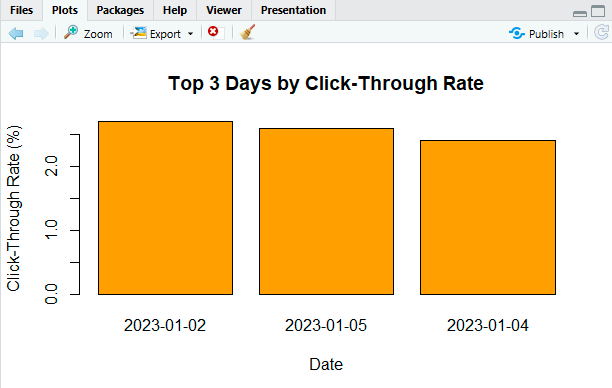 Files Plots Packages Help Viewer Presentation
Zoom Export Publish
Top 3 Days by Click-Through Rate
Click-Through Rate (%)
2.0
1.0
0.0
2023-01-02 2023-01-05 2023-01-04
Date